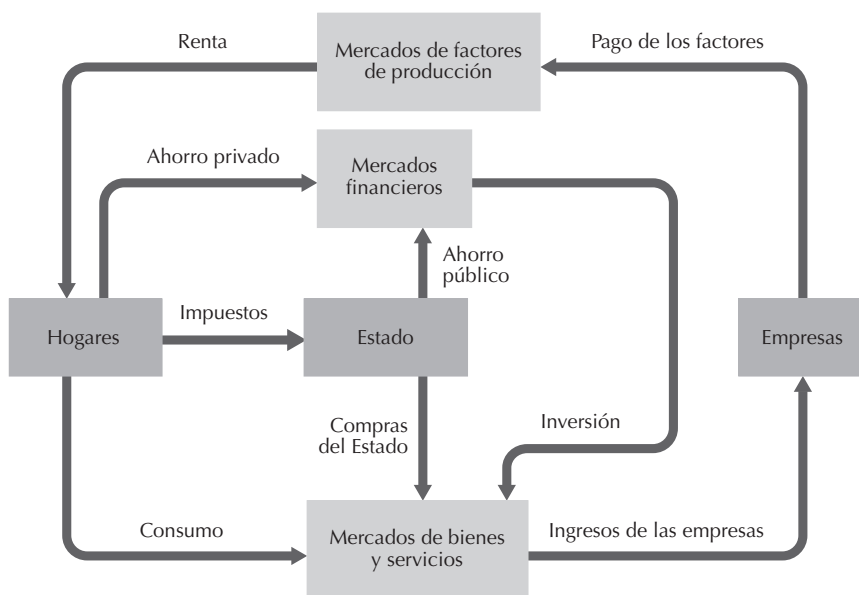 Renta
Mercados de factores
de producción
Pago de los factores
Ahorro privado
Mercados
financieros
Ahorro
público
Hogares
Impuestos
Estado
Empresas
Compras
del Estado
Inversión
Consumo
Mercados de bienes
y servicios
Ingresos de las empresas